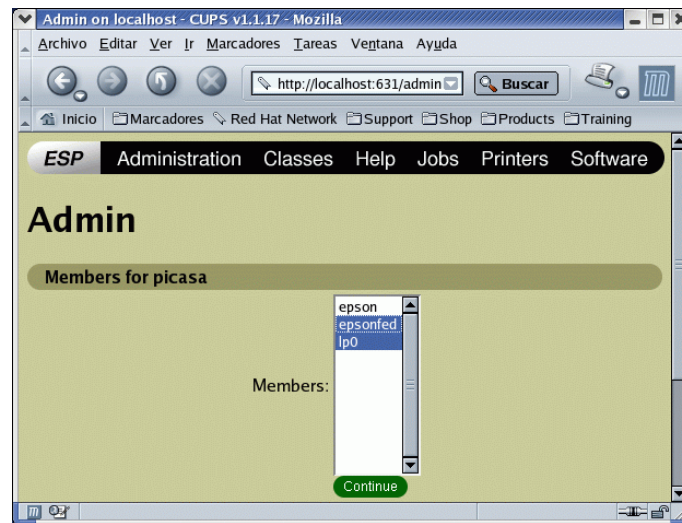 Admin on localhost - CUPS v1.1.17 - Mozilla
Archivo Editar Ver Ir Marcadores Tareas Ventana Ayuda
http://localhost:631/admin Buscar
Inicio Marcadores Red Hat Network Support Shop Products Training
ESP Administration Classes Help Jobs Printers Software
Admin
Members for picasa
epson
epsonfed
lp0
Members:
Continue